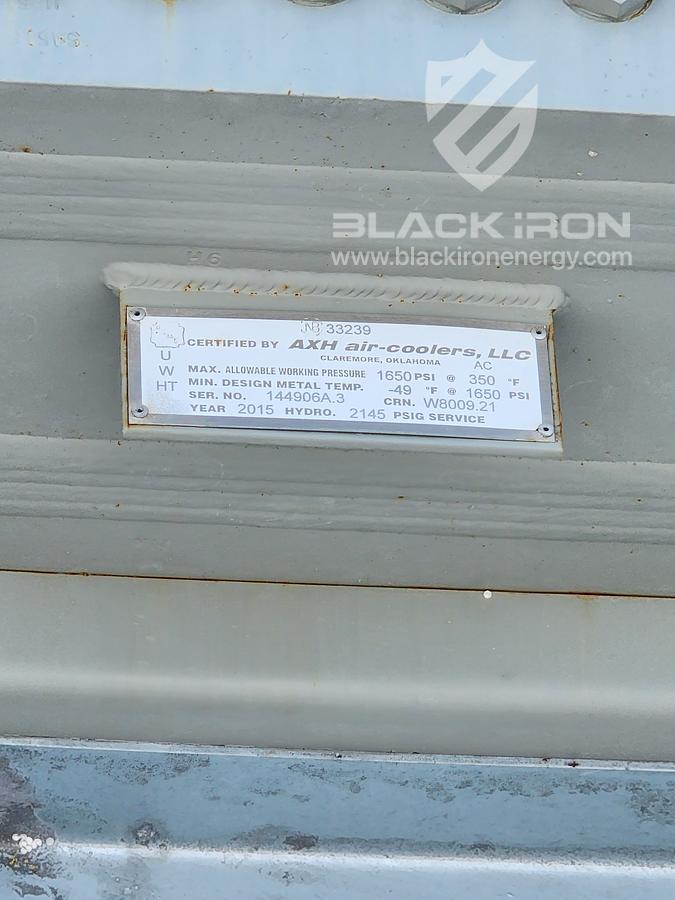 BLACK IRON
www.blackironenergy.com
H6
NB 33239
CERTIFIED BY AXH air-coolers, LLC
CLAREMORE, OKLAHOMA AC
U
W
HT
MAX. ALLOWABLE WORKING PRESSURE 1650 PSI @ 350 °F
MIN. DESIGN METAL TEMP. -49 °F @ 1650 PSI
SER. NO. 144906A.3 CRN. W8009.21
YEAR 2015 HYDRO. 2145 PSIG SERVICE